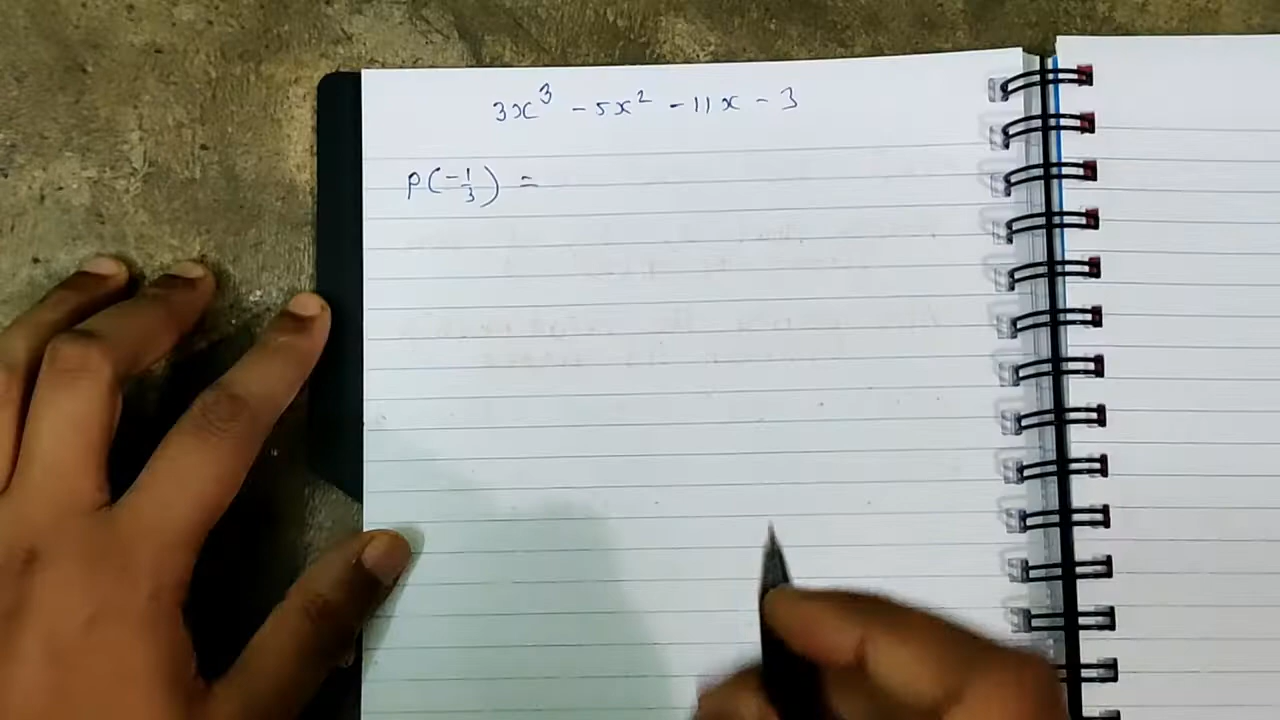 3x³ - 5x² - 11x - 3
P(-1/3) =